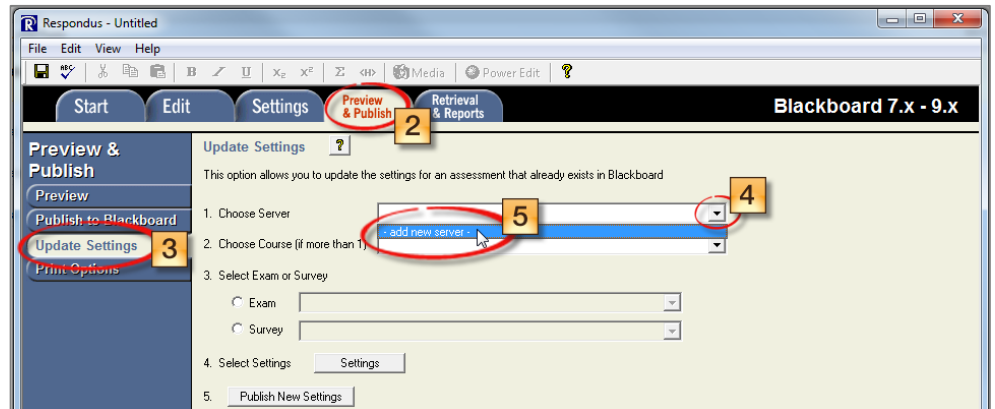 Respondus - Untitled
File Edit View Help
ABC B I U X₂ X² Σ <H> Media Power Edit ?
Start Edit Settings Preview & Publish Retrieval & Reports Blackboard 7.x - 9.x
2
Preview & Publish
Preview
Publish to Blackboard
Update Settings
3
Print Options
Update Settings ?
This option allows you to update the settings for an assessment that already exists in Blackboard
1. Choose Server
4
- add new server -
5
2. Choose Course (if more than 1)
3. Select Exam or Survey
Exam
Survey
4. Select Settings Settings
5. Publish New Settings